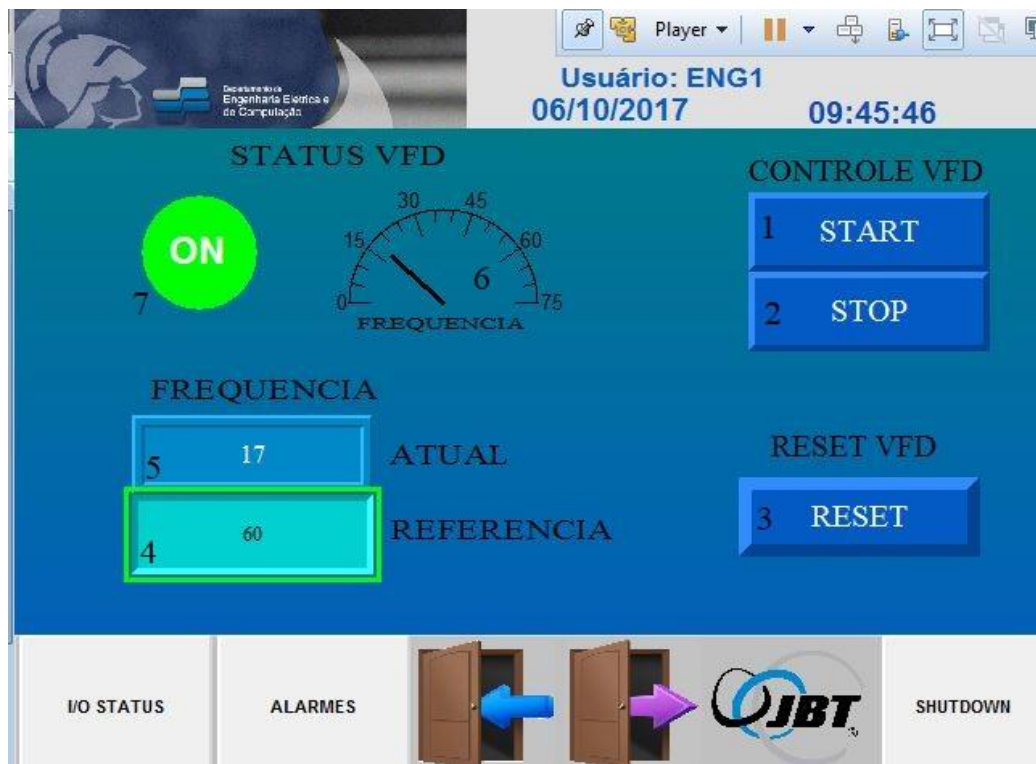 Player
Departamento de
Engenharia Elétrica e
de Computação
Usuário: ENG1
06/10/2017 09:45:46
STATUS VFD
CONTROLE VFD
ON
7
0 15 30 45 60 75
6
FREQUENCIA
1 START
2 STOP
FREQUENCIA
5 17 ATUAL
4 60 REFERENCIA
RESET VFD
3 RESET
I/O STATUS
ALARMES
JBT
SHUTDOWN